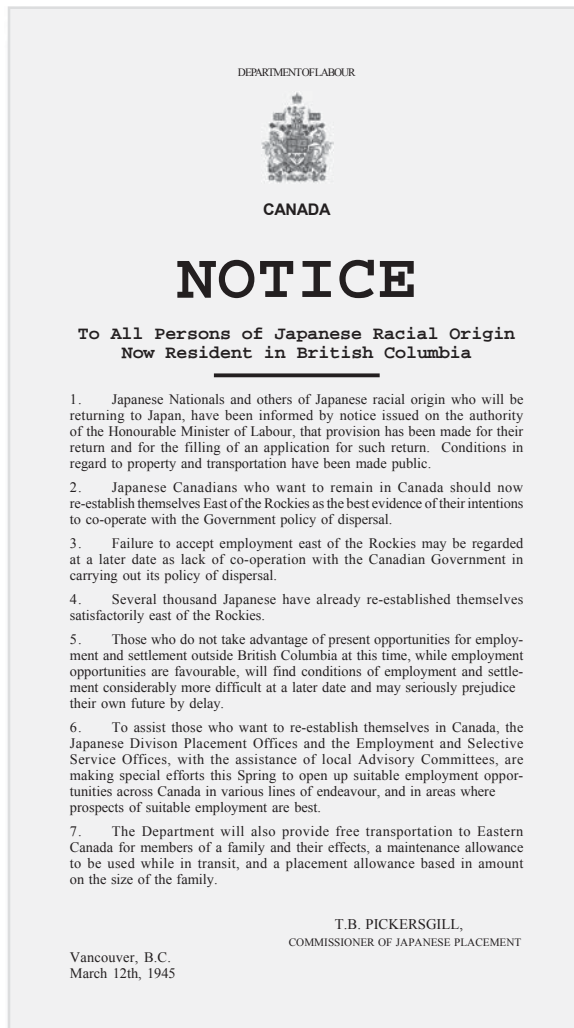 DEPARTMENTOFLABOUR
CANADA
NOTICE
To All Persons of Japanese Racial Origin
Now Resident in British Columbia
1. Japanese Nationals and others of Japanese racial origin who will be
returning to Japan, have been informed by notice issued on the authority
of the Honourable Minister of Labour, that provision has been made for their
return and for the filling of an application for such return. Conditions in
regard to property and transportation have been made public.
2. Japanese Canadians who want to remain in Canada should now
re-establish themselves East of the Rockies as the best evidence of their intentions
to co-operate with the Government policy of dispersal.
3. Failure to accept employment east of the Rockies may be regarded
at a later date as lack of co-operation with the Canadian Government in
carrying out its policy of dispersal.
4. Several thousand Japanese have already re-established themselves
satisfactorily east of the Rockies.
5. Those who do not take advantage of present opportunities for employ-
ment and settlement outside British Columbia at this time, while employment
opportunities are favourable, will find conditions of employment and settle-
ment considerably more difficult at a later date and may seriously prejudice
their own future by delay.
6. To assist those who want to re-establish themselves in Canada, the
Japanese Divison Placement Offices and the Employment and Selective
Service Offices, with the assistance of local Advisory Committees, are
making special efforts this Spring to open up suitable employment oppor-
tunities across Canada in various lines of endeavour, and in areas where
prospects of suitable employment are best.
7. The Department will also provide free transportation to Eastern
Canada for members of a family and their effects, a maintenance allowance
to be used while in transit, and a placement allowance based in amount
on the size of the family.
T.B. PICKERSGILL,
COMMISSIONER OF JAPANESE PLACEMENT
Vancouver, B.C.
March 12th, 1945